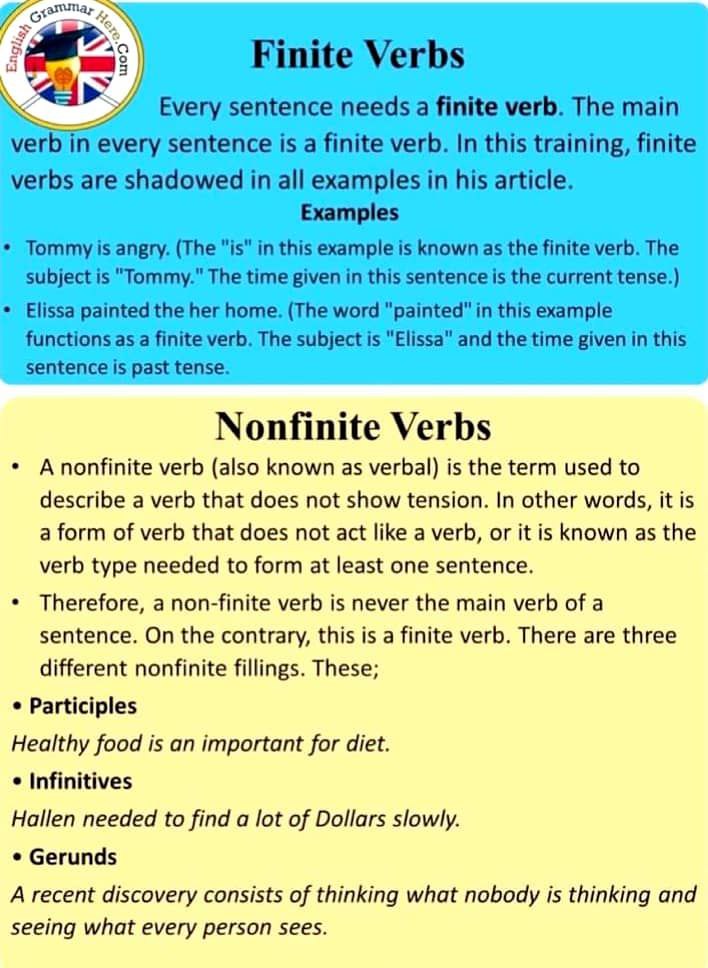 English Grammar Here.Com
Finite Verbs
Every sentence needs a finite verb. The main
verb in every sentence is a finite verb. In this training, finite
verbs are shadowed in all examples in his article.
Examples
• Tommy is angry. (The "is" in this example is known as the finite verb. The
subject is "Tommy." The time given in this sentence is the current tense.)
• Elissa painted the her home. (The word "painted" in this example
functions as a finite verb. The subject is "Elissa" and the time given in this
sentence is past tense.
Nonfinite Verbs
• A nonfinite verb (also known as verbal) is the term used to
describe a verb that does not show tension. In other words, it is
a form of verb that does not act like a verb, or it is known as the
verb type needed to form at least one sentence.
• Therefore, a non-finite verb is never the main verb of a
sentence. On the contrary, this is a finite verb. There are three
different nonfinite fillings. These;
• Participles
Healthy food is an important for diet.
• Infinitives
Hallen needed to find a lot of Dollars slowly.
• Gerunds
A recent discovery consists of thinking what nobody is thinking and
seeing what every person sees.